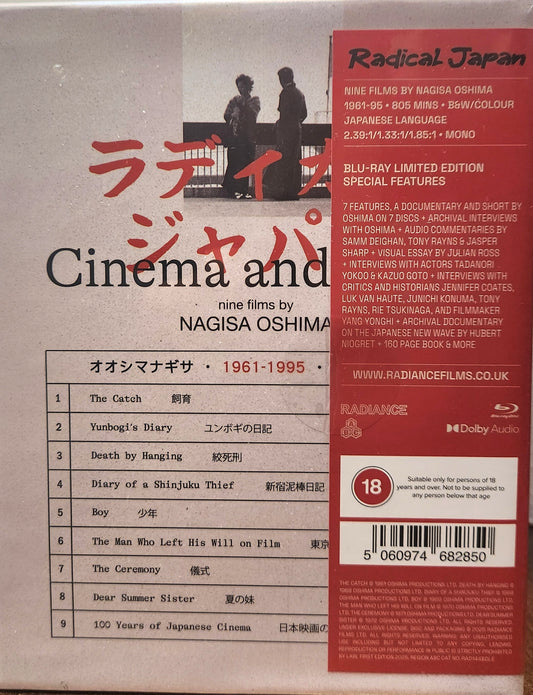 Radical Japan
NINE FILMS BY NAGISA OSHIMA
1961-95 • 805 MINS • B&W/COLOUR
JAPANESE LANGUAGE
2.39:1/1.33:1/1.85:1 • MONO
BLU-RAY LIMITED EDITION
SPECIAL FEATURES
7 FEATURES, A DOCUMENTARY AND SHORT BY
OSHIMA ON 7 DISCS + ARCHIVAL INTERVIEWS
WITH OSHIMA + AUDIO COMMENTARIES BY
SAMM DEIGHAN, TONY RAYNS & JASPER
SHARP + VISUAL ESSAY BY JULIAN ROSS
+ INTERVIEWS WITH ACTORS TADANORI
YOKOO & KAZUO GOTO + INTERVIEWS WITH
CRITICS AND HISTORIANS JENNIFER COATES,
LUK VAN HAUTE, JUNICHI KONUMA, TONY
RAYNS, RIE TSUKINAGA, AND FILMMAKER
YANG YONGHI + ARCHIVAL DOCUMENTARY
ON THE JAPANESE NEW WAVE BY HUBERT
NIOGRET + 160 PAGE BOOK & MORE
WWW.RADIANCEFILMS.CO.UK
RADIANCE
Blu-ray Disc
Dolby Audio
18
Suitable only for persons of 18
years and over. Not to be supplied to
any person below that age
5 060974 682850
ラディカ
ジャパ
Cinema and
nine films by
NAGISA OSHIMA
オオシマナギサ • 1961-1995 •
1 The Catch 飼育
2 Yunbogi's Diary ユンボギの日記
3 Death by Hanging 絞死刑
4 Diary of a Shinjuku Thief 新宿泥棒日記
5 Boy 少年
6 The Man Who Left His Will on Film 東京
7 The Ceremony 儀式
8 Dear Summer Sister 夏の妹
9 100 Years of Japanese Cinema 日本映画の